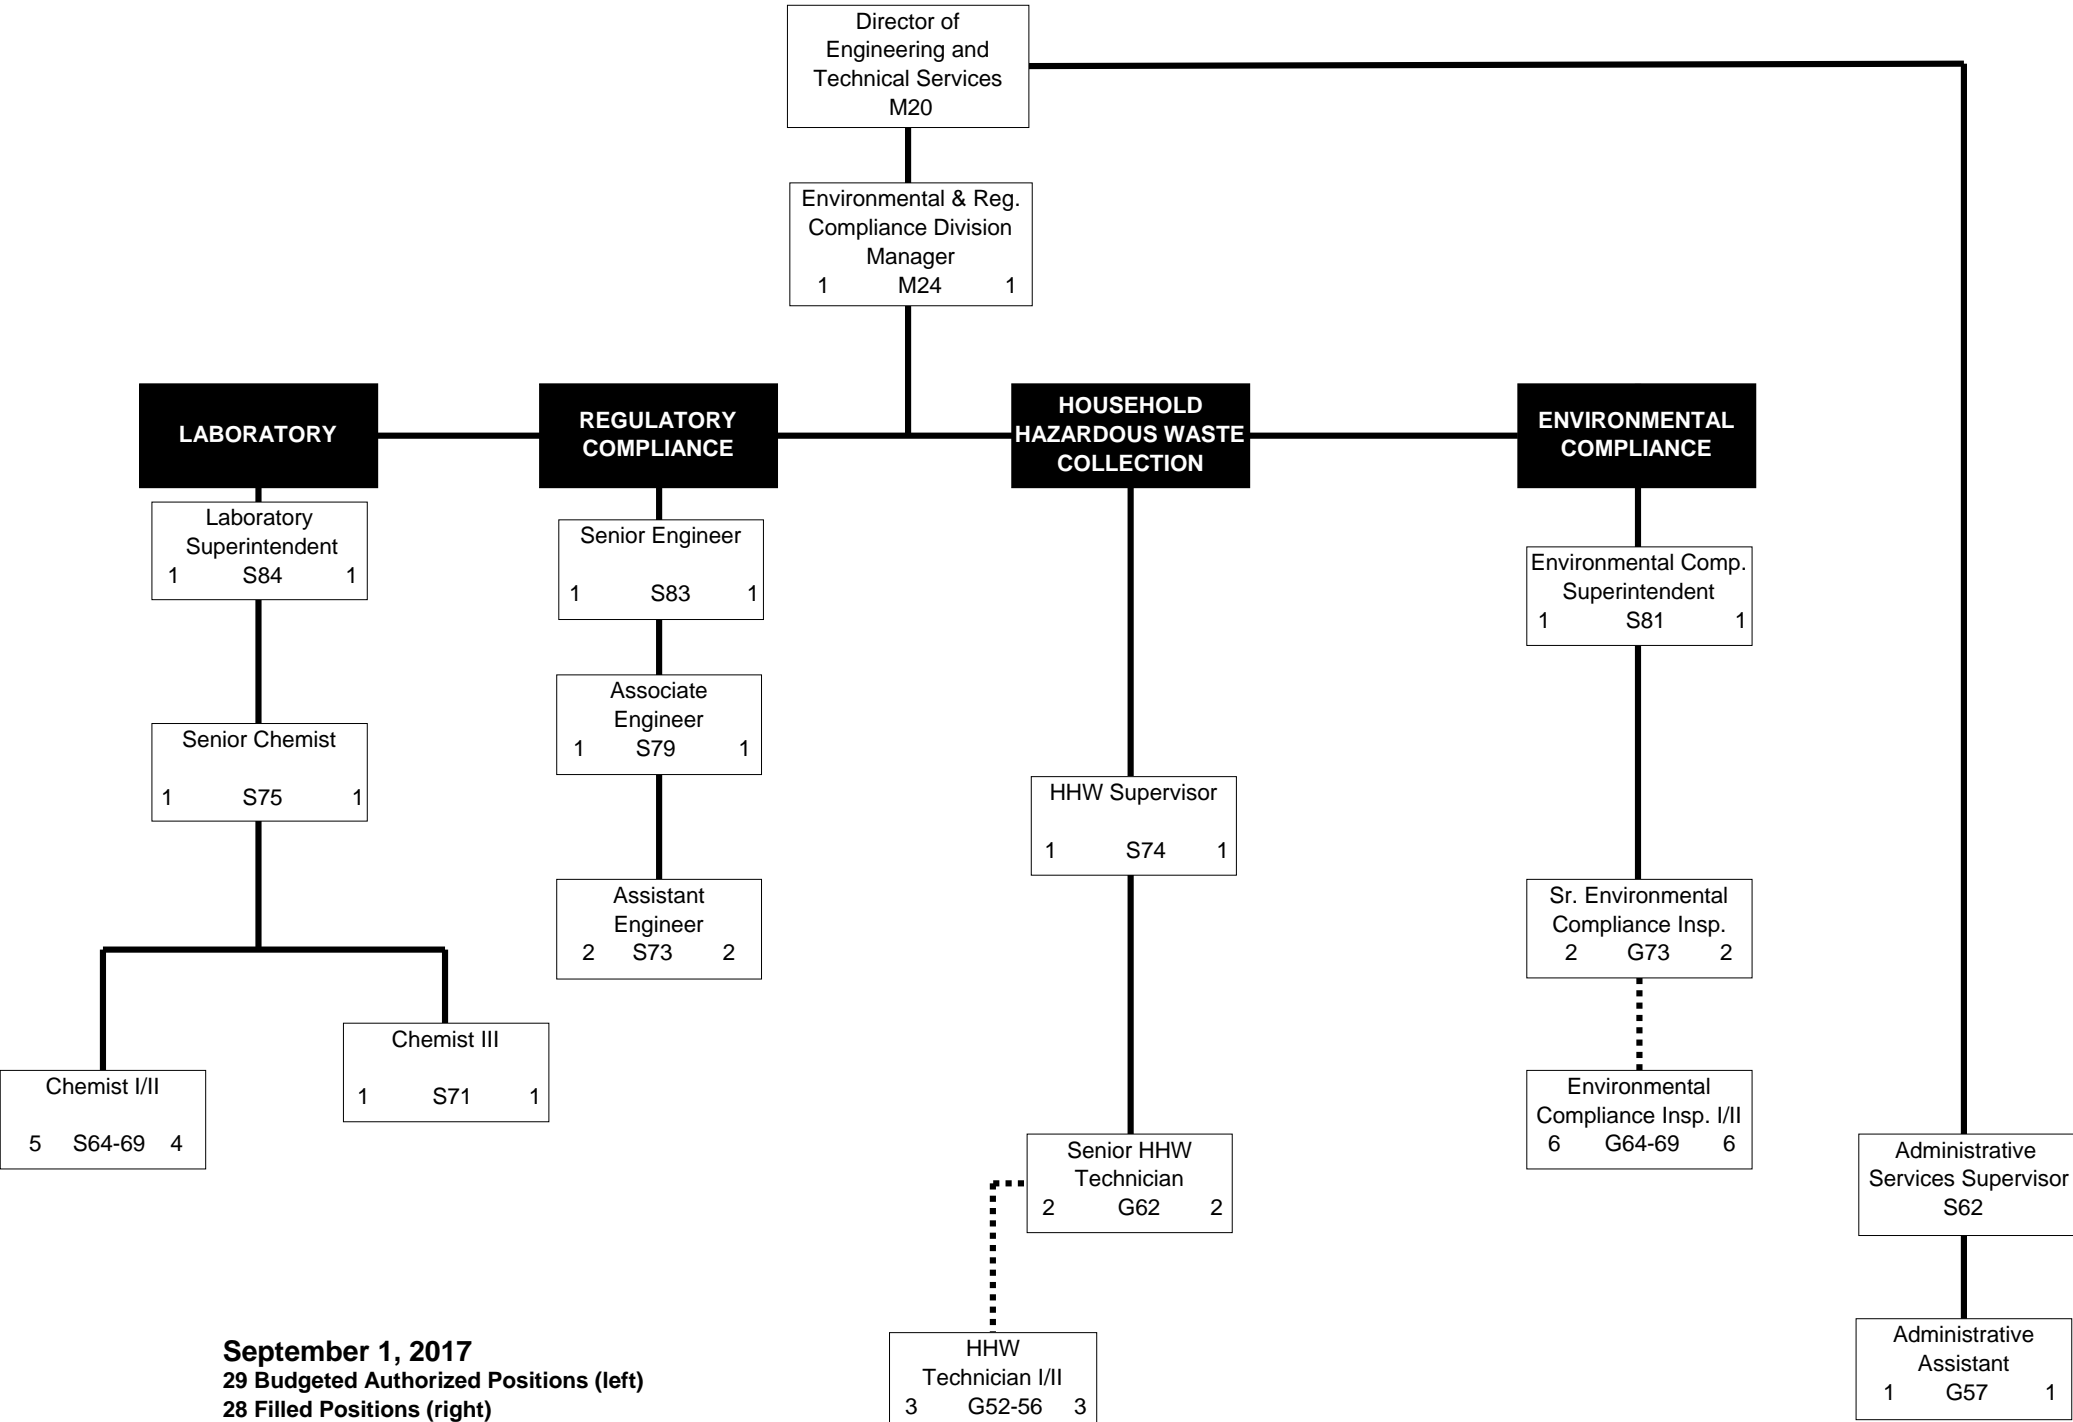 Director of
Engineering and
Technical Services
M20
Environmental & Reg.
Compliance Division
Manager
1 M24 1
LABORATORY
Laboratory
Superintendent
1 S84 1
Senior Chemist
1 S75 1
Chemist I/II
5 S64-69 4
Chemist III
1 S71 1
REGULATORY
COMPLIANCE
Senior Engineer
1 S83 1
Associate
Engineer
1 S79 1
Assistant
Engineer
2 S73 2
HOUSEHOLD
HAZARDOUS WASTE
COLLECTION
HHW Supervisor
1 S74 1
Senior HHW
Technician
2 G62 2
HHW
Technician I/II
3 G52-56 3
ENVIRONMENTAL
COMPLIANCE
Environmental Comp.
Superintendent
1 S81 1
Sr. Environmental
Compliance Insp.
2 G73 2
Environmental
Compliance Insp. I/II
6 G64-69 6
Administrative
Services Supervisor
S62
Administrative
Assistant
1 G57 1
September 1, 2017
29 Budgeted Authorized Positions (left)
28 Filled Positions (right)